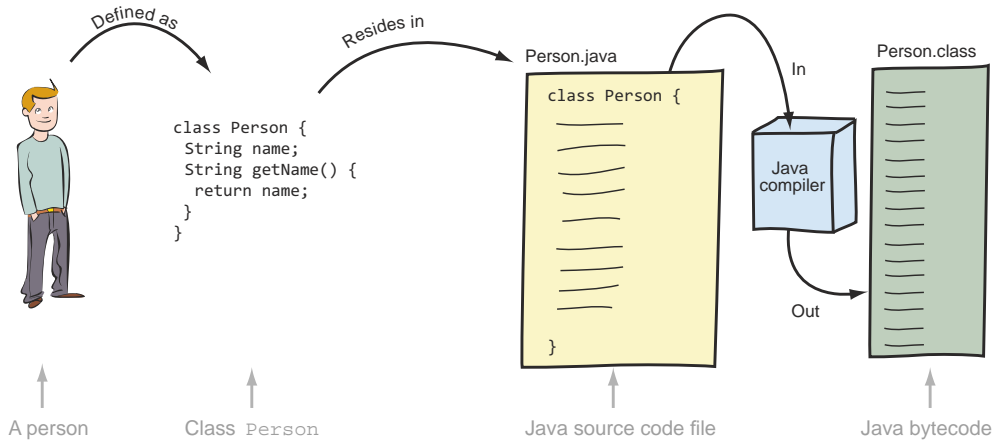 Defined as
Resides in
Person.java
In
Person.class
class Person {
String name;
String getName() {
return name;
}
}
class Person {
}
Java
compiler
Out
A person
Class Person
Java source code file
Java bytecode